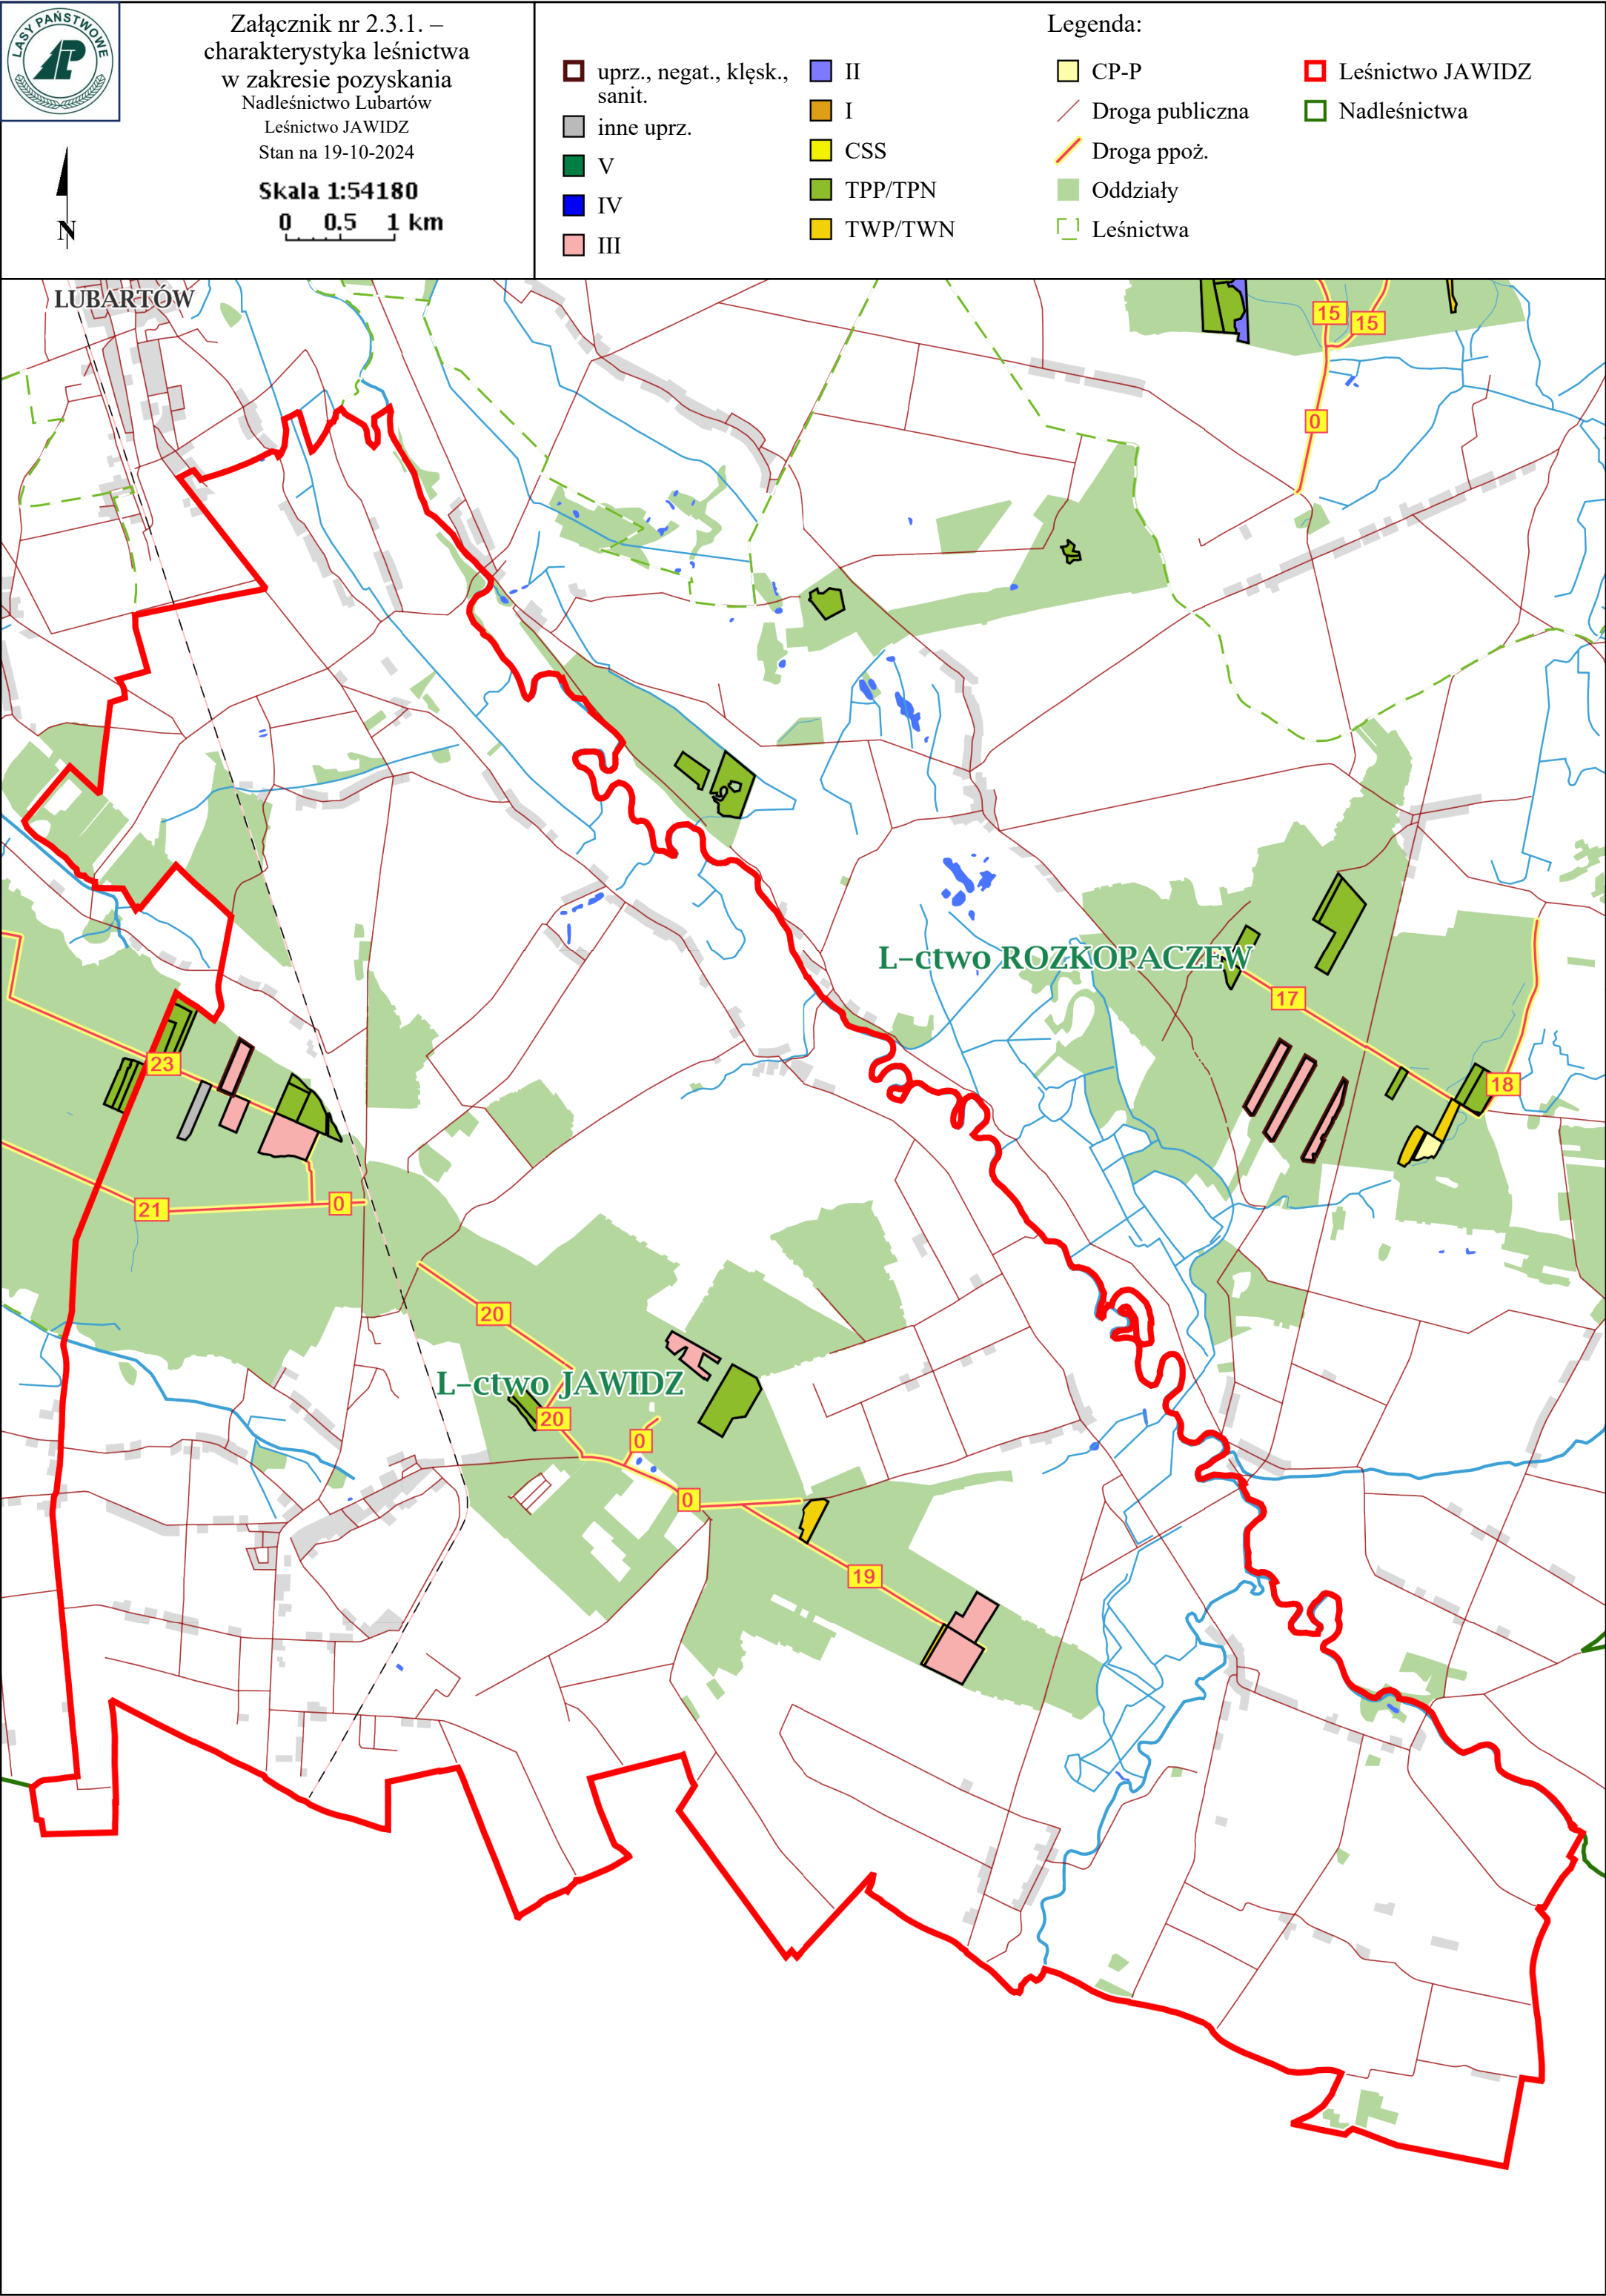 LASY PAŃSTWOWE
LP
N
Załącznik nr 2.3.1. –
charakterystyka leśnictwa
w zakresie pozyskania
Nadleśnictwo Lubartów
Leśnictwo JAWIDZ
Stan na 19-10-2024
Skala 1:54180
0 0.5 1 km
Legenda:
uprz., negat., klęsk.,
sanit.
inne uprz.
V
IV
III
II
I
CSS
TPP/TPN
TWP/TWN
CP-P
Droga publiczna
Droga ppoż.
Oddziały
Leśnictwa
Leśnictwo JAWIDZ
Nadleśnictwa
LUBARTÓW
15
15
0
L-ctwo ROZKOPACZEW
17
23
18
21
0
20
L-ctwo JAWIDZ
20
0
0
19